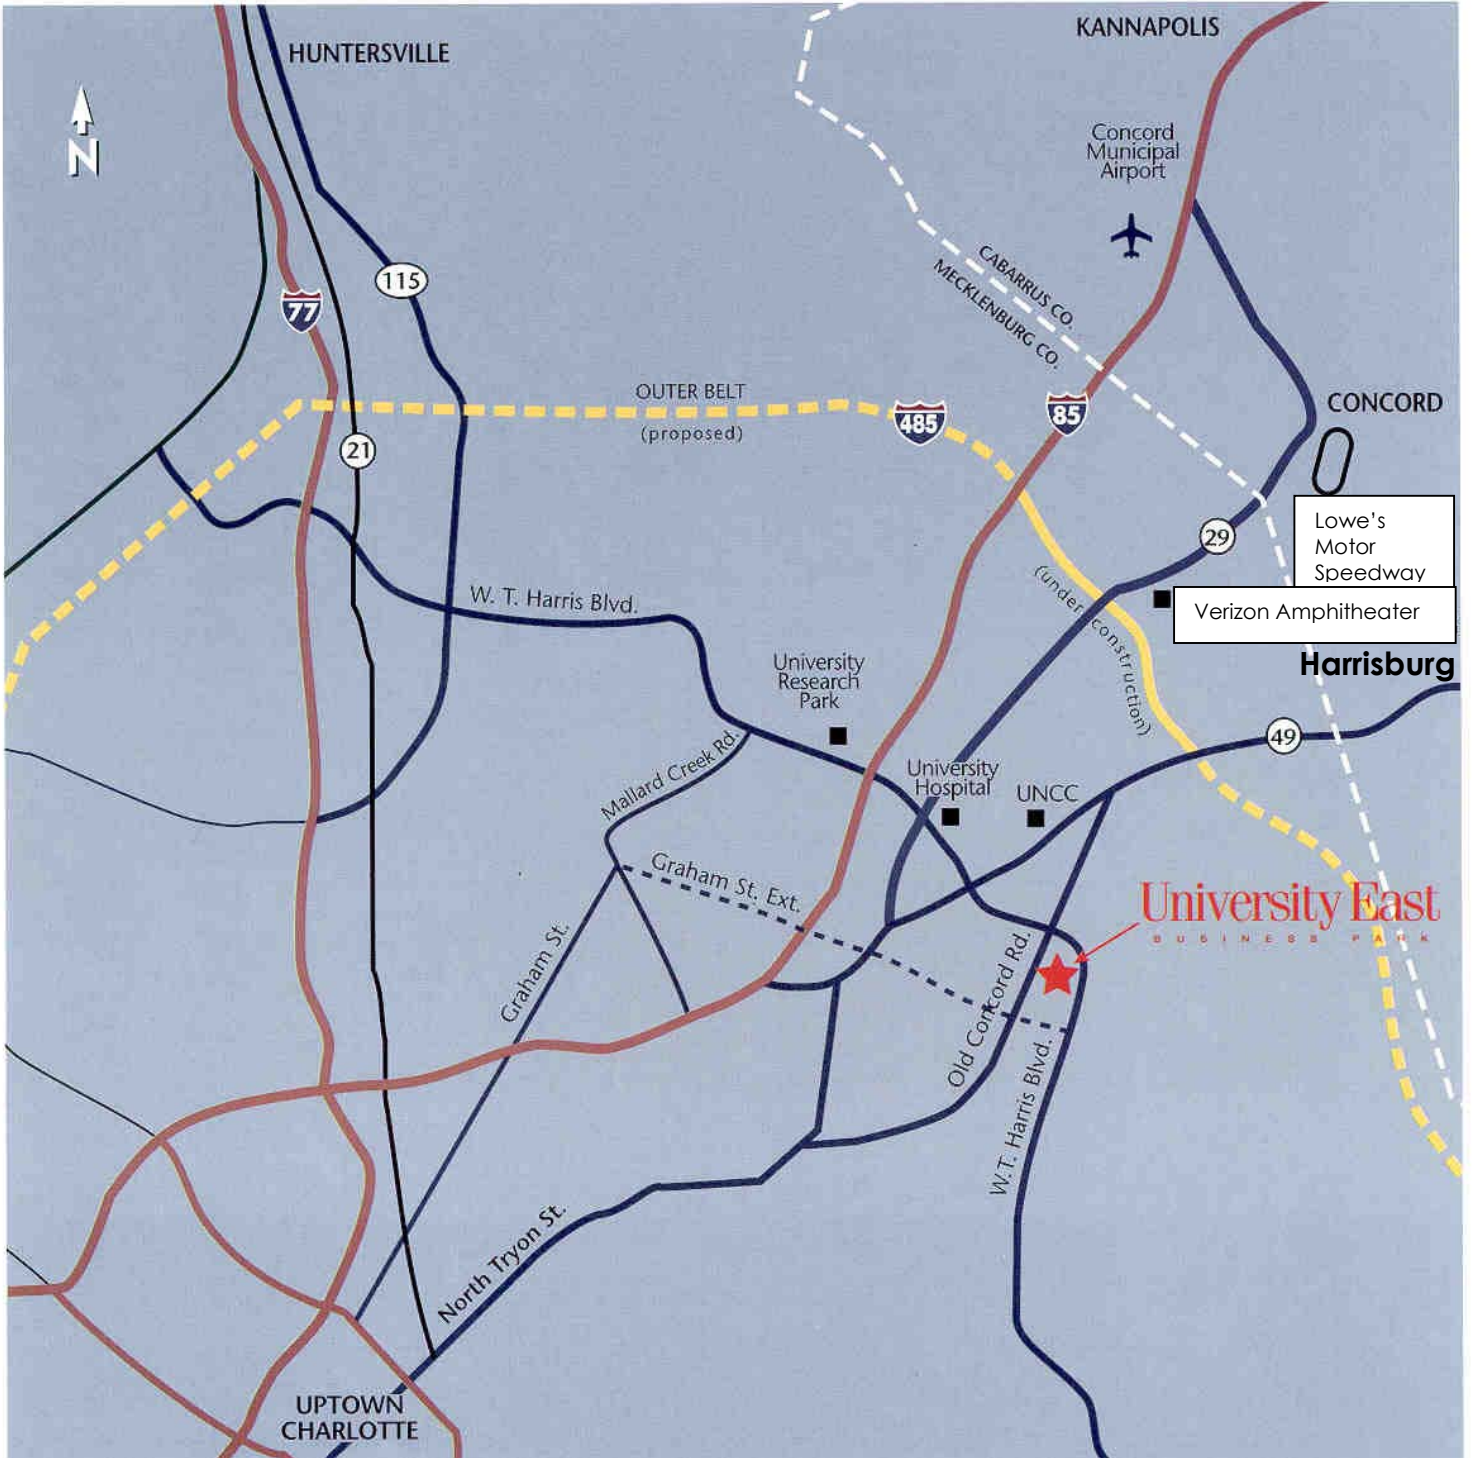 HUNTERSVILLE
KANNAPOLIS
N
Concord
Municipal
Airport
115
CABARRUS CO.
MECKLENBURG CO.
77
OUTER BELT
(proposed)
485
85
CONCORD
21
29
Lowe's
Motor
Speedway
(under construction)
W. T. Harris Blvd.
Verizon Amphitheater
Harrisburg
University
Research
Park
49
Mallard Creek Rd.
University
Hospital
UNCC
Graham St. Ext.
University East
BUSINESS PARK
Graham St.
Old Concord Rd.
W.T. Harris Blvd.
North Tryon St.
UPTOWN
CHARLOTTE